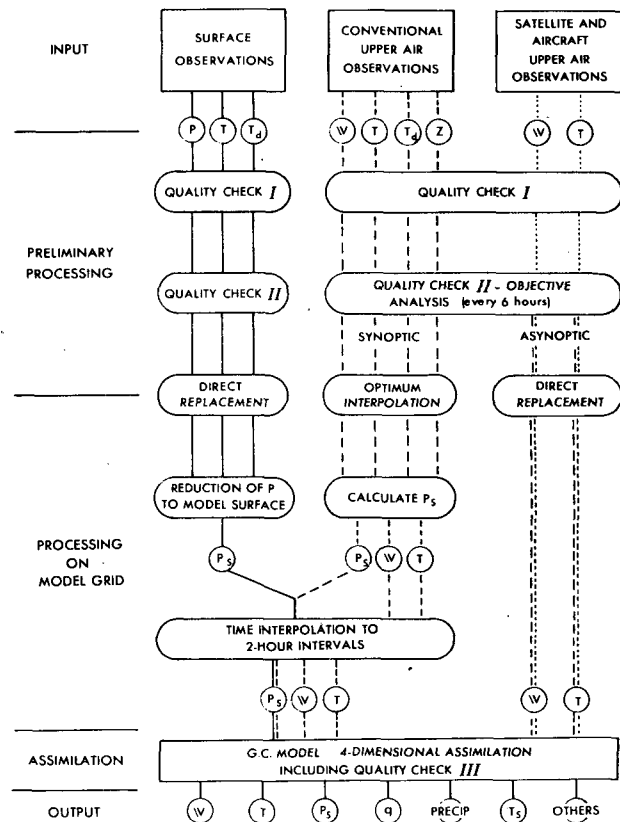 INPUT
SURFACE
OBSERVATIONS
CONVENTIONAL
UPPER AIR
OBSERVATIONS
SATELLITE AND
AIRCRAFT
UPPER AIR
OBSERVATIONS
P T Td W T Td Z W T
PRELIMINARY
PROCESSING
QUALITY CHECK I
QUALITY CHECK I
QUALITY CHECK II
QUALITY CHECK II - OBJECTIVE
ANALYSIS (every 6 hours)
SYNOPTIC
ASYNOPTIC
PROCESSING
ON
MODEL GRID
DIRECT
REPLACEMENT
OPTIMUM
INTERPOLATION
DIRECT
REPLACEMENT
REDUCTION OF P
TO MODEL SURFACE
CALCULATE PS
PS PS W T
TIME INTERPOLATION TO
2-HOUR INTERVALS
PS W T W T
ASSIMILATION
G.C. MODEL 4-DIMENSIONAL ASSIMILATION
INCLUDING QUALITY CHECK III
OUTPUT
W T PS q PRECIP TS OTHERS